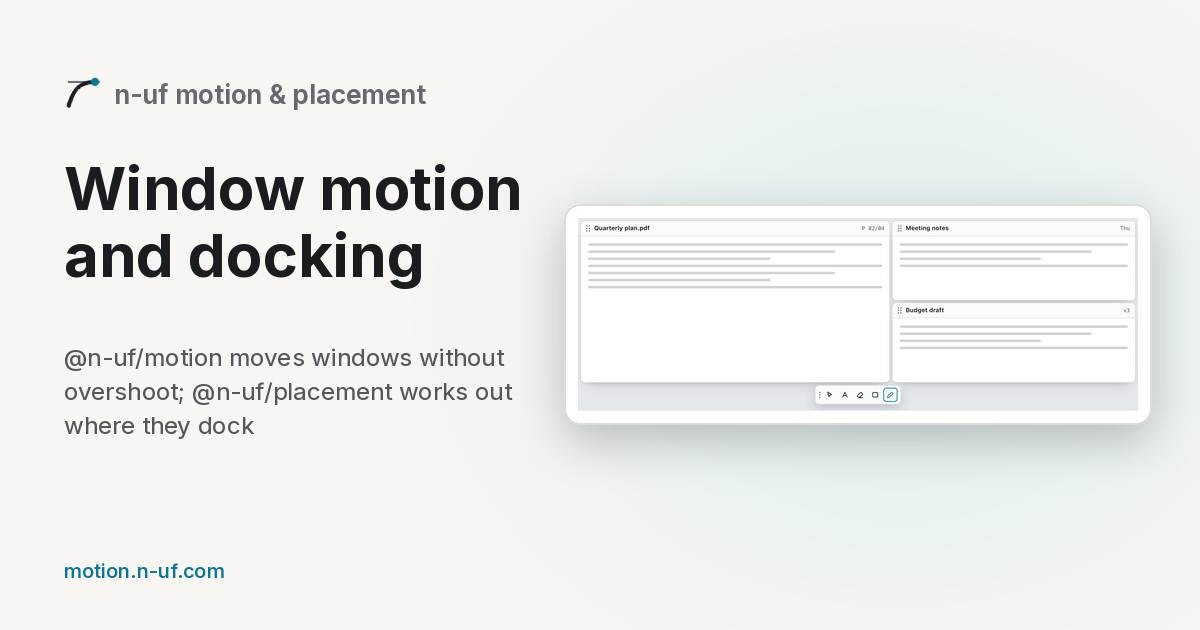 n-uf motion & placement
Window motion
and docking
@n-uf/motion moves windows without
overshoot; @n-uf/placement works out
where they dock
motion.n-uf.com
Quarterly plan.pdf
P 02/04
Meeting notes
Thu
Budget draft
v3
A